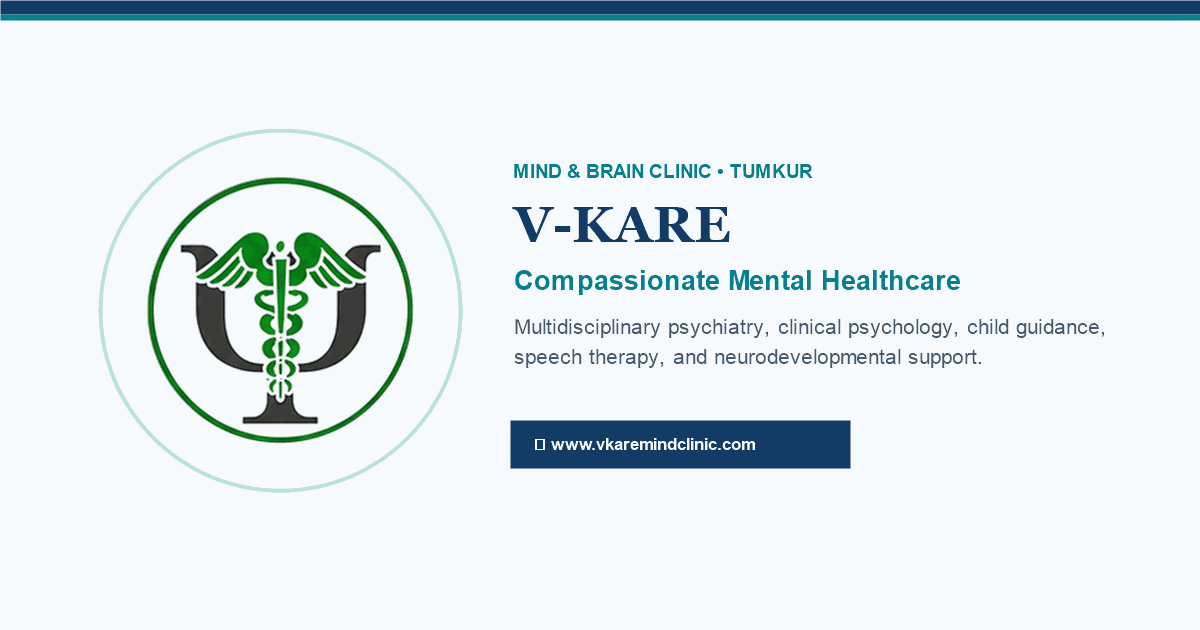 MIND & BRAIN CLINIC • TUMKUR
V-KARE
Compassionate Mental Healthcare
Multidisciplinary psychiatry, clinical psychology, child guidance,
speech therapy, and neurodevelopmental support.
www.vkaremindclinic.com